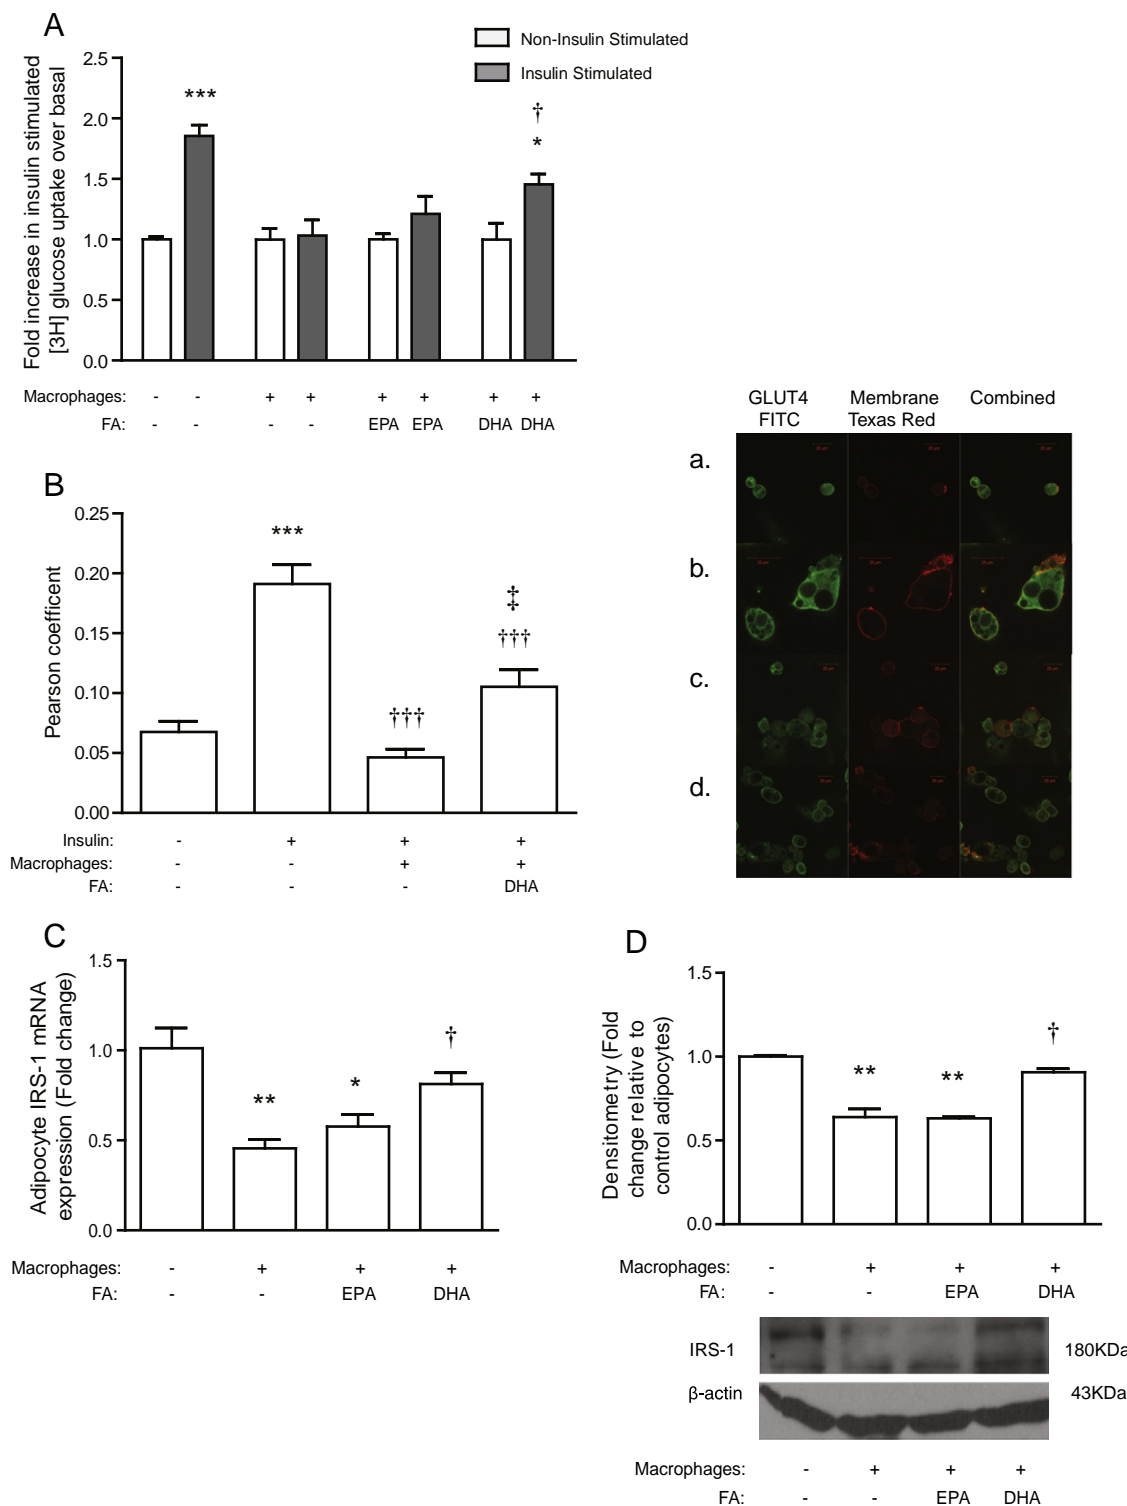 A
Non-Insulin Stimulated
Insulin Stimulated
Fold increase in insulin stimulated
[3H] glucose uptake over basal
2.5
2.0
1.5
1.0
0.5
0.0
***
†
*
Macrophages: - - + + + + + +
FA: - - - - EPA EPA DHA DHA
B
Pearson coefficent
0.25
0.20
0.15
0.10
0.05
0.00
***
†††
‡
†††
Insulin: - + + +
Macrophages: - - + +
FA: - - - DHA
GLUT4 Membrane Combined
FITC Texas Red
a.
b.
c.
d.
C
Adipocyte IRS-1 mRNA
expression (Fold change)
1.5
1.0
0.5
0.0
**
*
†
Macrophages: - + + +
FA: - - EPA DHA
D
Densitometry (Fold
change relative to
control adipocytes)
1.5
1.0
0.5
0.0
**
**
†
Macrophages: - + + +
FA: - - EPA DHA
IRS-1 180KDa
β-actin 43KDa
Macrophages: - + + +
FA: - - EPA DHA